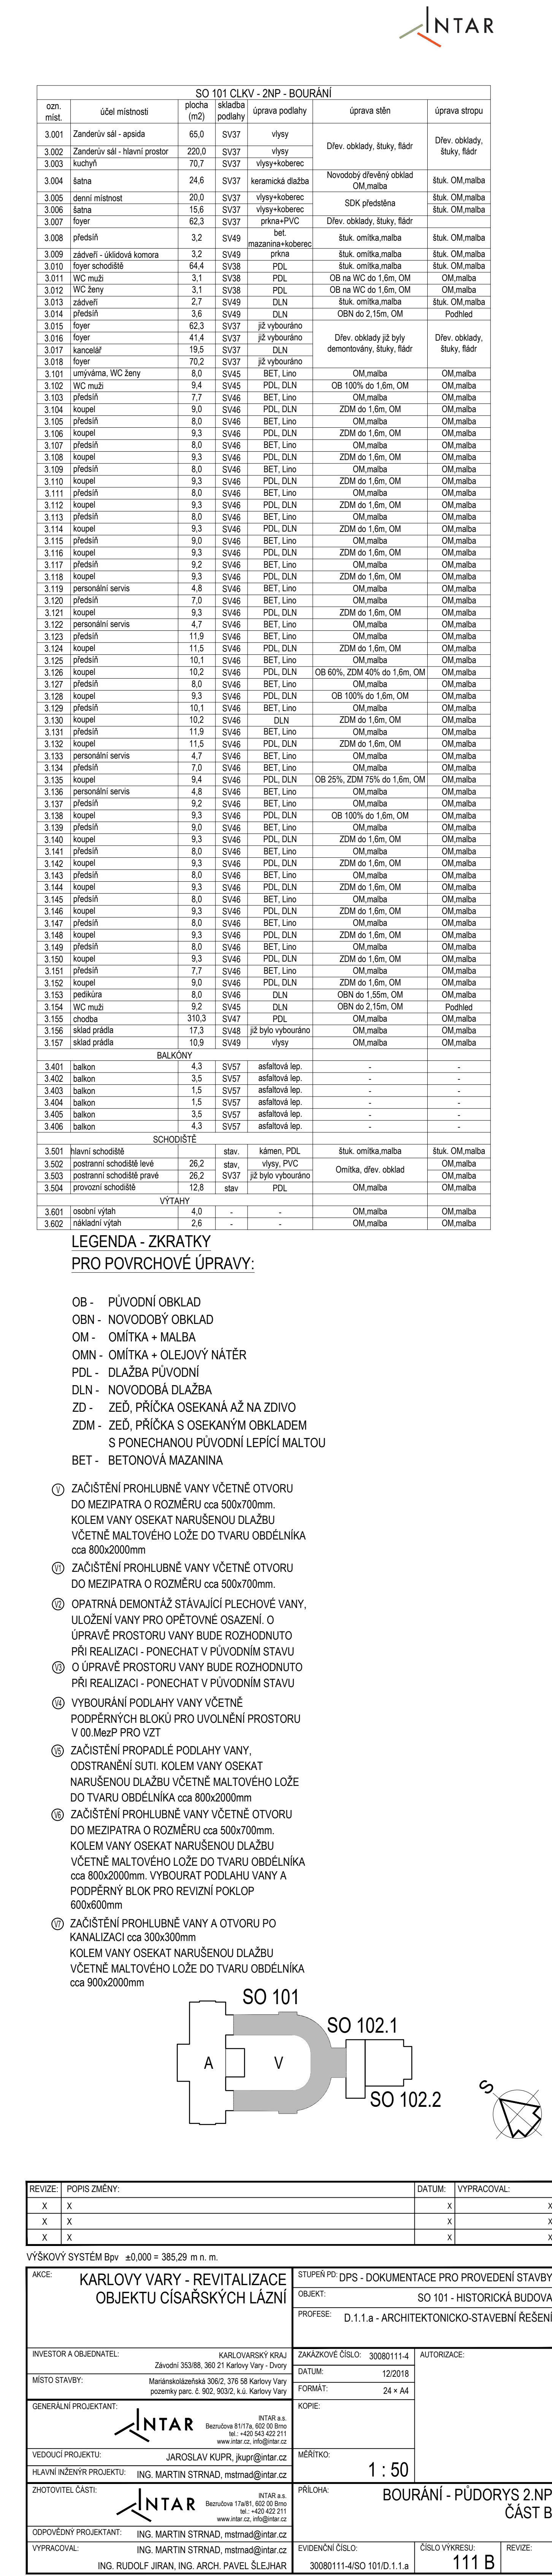 INTAR
SO 101 CLKV - 2NP - BOURÁNÍ
ozn. míst. účel místnosti plocha (m2) skladba podlahy úprava podlahy úprava stěn úprava stropu
3.001 Zanderův sál - apsida 65,0 SV37 vlysy Dřev. obklady, štuky, fládr Dřev. obklady, štuky, fládr
3.002 Zanderův sál - hlavní prostor 220,0 SV37 vlysy
3.003 kuchyň 70,7 SV37 vlysy+koberec
3.004 šatna 24,6 SV37 keramická dlažba Novodobý dřevěný obklad OM,malba štuk. OM,malba
3.005 denní místnost 20,0 SV37 vlysy+koberec SDK předstěna štuk. OM,malba
3.006 šatna 15,6 SV37 vlysy+koberec štuk. OM,malba
3.007 foyer 62,3 SV37 prkna+PVC Dřev. obklady, štuky, fládr
3.008 předsíň 3,2 SV49 bet. mazanina+koberec štuk. omítka,malba štuk. OM,malba
3.009 zádveří - úklidová komora 3,2 SV49 prkna štuk. omítka,malba štuk. OM,malba
3.010 foyer schodiště 64,4 SV38 PDL štuk. omítka,malba štuk. OM,malba
3.011 WC muži 3,1 SV38 PDL OB na WC do 1,6m, OM OM,malba
3.012 WC ženy 3,1 SV38 PDL OB na WC do 1,6m, OM OM,malba
3.013 zádveří 2,7 SV49 DLN štuk. omítka,malba štuk. OM,malba
3.014 předsíň 3,6 SV49 DLN OBN do 2,15m, OM Podhled
3.015 foyer 62,3 SV37 již vybouráno Dřev. obklady již byly demontovány, štuky, fládr Dřev. obklady, štuky, fládr
3.016 foyer 41,4 SV37 již vybouráno
3.017 kancelář 19,5 SV37 DLN
3.018 foyer 70,2 SV37 již vybouráno
3.101 umývárna, WC ženy 8,0 SV45 BET, Lino OM,malba OM,malba
3.102 WC muži 9,4 SV45 PDL, DLN OB 100% do 1,6m, OM OM,malba
3.103 předsíň 7,7 SV46 BET, Lino OM,malba OM,malba
3.104 koupel 9,0 SV46 PDL, DLN ZDM do 1,6m, OM OM,malba
3.105 předsíň 8,0 SV46 BET, Lino OM,malba OM,malba
3.106 koupel 9,3 SV46 PDL, DLN ZDM do 1,6m, OM OM,malba
3.107 předsíň 8,0 SV46 BET, Lino OM,malba OM,malba
3.108 koupel 9,3 SV46 PDL, DLN ZDM do 1,6m, OM OM,malba
3.109 předsíň 8,0 SV46 BET, Lino OM,malba OM,malba
3.110 koupel 9,3 SV46 PDL, DLN ZDM do 1,6m, OM OM,malba
3.111 předsíň 8,0 SV46 BET, Lino OM,malba OM,malba
3.112 koupel 9,3 SV46 PDL, DLN ZDM do 1,6m, OM OM,malba
3.113 předsíň 8,0 SV46 BET, Lino OM,malba OM,malba
3.114 koupel 9,3 SV46 PDL, DLN ZDM do 1,6m, OM OM,malba
3.115 předsíň 9,0 SV46 BET, Lino OM,malba OM,malba
3.116 koupel 9,3 SV46 PDL, DLN ZDM do 1,6m, OM OM,malba
3.117 předsíň 9,2 SV46 BET, Lino OM,malba OM,malba
3.118 koupel 9,3 SV46 PDL, DLN ZDM do 1,6m, OM OM,malba
3.119 personální servis 4,8 SV46 BET, Lino OM,malba OM,malba
3.120 předsíň 7,0 SV46 BET, Lino OM,malba OM,malba
3.121 koupel 9,3 SV46 PDL, DLN ZDM do 1,6m, OM OM,malba
3.122 personální servis 4,7 SV46 BET, Lino OM,malba OM,malba
3.123 předsíň 11,9 SV46 BET, Lino OM,malba OM,malba
3.124 koupel 11,5 SV46 PDL, DLN ZDM do 1,6m, OM OM,malba
3.125 předsíň 10,1 SV46 BET, Lino OM,malba OM,malba
3.126 koupel 10,2 SV46 PDL, DLN OB 60%, ZDM 40% do 1,6m, OM OM,malba
3.127 předsíň 8,0 SV46 BET, Lino OM,malba OM,malba
3.128 koupel 9,3 SV46 PDL, DLN OB 100% do 1,6m, OM OM,malba
3.129 předsíň 10,1 SV46 BET, Lino OM,malba OM,malba
3.130 koupel 10,2 SV46 DLN ZDM do 1,6m, OM OM,malba
3.131 předsíň 11,9 SV46 BET, Lino OM,malba OM,malba
3.132 koupel 11,5 SV46 PDL, DLN ZDM do 1,6m, OM OM,malba
3.133 personální servis 4,7 SV46 BET, Lino OM,malba OM,malba
3.134 předsíň 7,0 SV46 BET, Lino OM,malba OM,malba
3.135 koupel 9,4 SV46 PDL, DLN OB 25%, ZDM 75% do 1,6m, OM OM,malba
3.136 personální servis 4,8 SV46 BET, Lino OM,malba OM,malba
3.137 předsíň 9,2 SV46 BET, Lino OM,malba OM,malba
3.138 koupel 9,3 SV46 PDL, DLN OB 100% do 1,6m, OM OM,malba
3.139 předsíň 9,0 SV46 BET, Lino OM,malba OM,malba
3.140 koupel 9,3 SV46 PDL, DLN ZDM do 1,6m, OM OM,malba
3.141 předsíň 8,0 SV46 BET, Lino OM,malba OM,malba
3.142 koupel 9,3 SV46 PDL, DLN ZDM do 1,6m, OM OM,malba
3.143 předsíň 8,0 SV46 BET, Lino OM,malba OM,malba
3.144 koupel 9,3 SV46 PDL, DLN ZDM do 1,6m, OM OM,malba
3.145 předsíň 8,0 SV46 BET, Lino OM,malba OM,malba
3.146 koupel 9,3 SV46 PDL, DLN ZDM do 1,6m, OM OM,malba
3.147 předsíň 8,0 SV46 BET, Lino OM,malba OM,malba
3.148 koupel 9,3 SV46 PDL, DLN ZDM do 1,6m, OM OM,malba
3.149 předsíň 8,0 SV46 BET, Lino OM,malba OM,malba
3.150 koupel 9,3 SV46 PDL, DLN ZDM do 1,6m, OM OM,malba
3.151 předsíň 7,7 SV46 BET, Lino OM,malba OM,malba
3.152 koupel 9,0 SV46 PDL, DLN ZDM do 1,6m, OM OM,malba
3.153 pedikúra 8,0 SV46 DLN OBN do 1,55m, OM OM,malba
3.154 WC muži 9,2 SV45 DLN OBN do 2,15m, OM Podhled
3.155 chodba 310,3 SV47 PDL OM,malba OM,malba
3.156 sklad prádla 17,3 SV48 již bylo vybouráno OM,malba OM,malba
3.157 sklad prádla 10,9 SV49 vlysy OM,malba OM,malba
BALKÓNY
3.401 balkon 4,3 SV57 asfaltová lep. - -
3.402 balkon 3,5 SV57 asfaltová lep. - -
3.403 balkon 1,5 SV57 asfaltová lep. - -
3.404 balkon 1,5 SV57 asfaltová lep. - -
3.405 balkon 3,5 SV57 asfaltová lep. - -
3.406 balkon 4,3 SV57 asfaltová lep. - -
SCHODIŠTĚ
3.501 hlavní schodiště stav. kámen, PDL štuk. omítka,malba štuk. OM,malba
3.502 postranní schodiště levé 26,2 stav, vlysy, PVC Omítka, dřev. obklad OM,malba
3.503 postranní schodiště pravé 26,2 SV37 již bylo vybouráno OM,malba
3.504 provozní schodiště 12,8 stav PDL OM,malba OM,malba
VÝTAHY
3.601 osobní výtah 4,0 - - OM,malba OM,malba
3.602 nákladní výtah 2,6 - - OM,malba OM,malba
LEGENDA - ZKRATKY
PRO POVRCHOVÉ ÚPRAVY:
OB - PŮVODNÍ OBKLAD
OBN - NOVODOBÝ OBKLAD
OM - OMÍTKA + MALBA
OMN - OMÍTKA + OLEJOVÝ NÁTĚR
PDL - DLAŽBA PŮVODNÍ
DLN - NOVODOBÁ DLAŽBA
ZD - ZEĎ, PŘÍČKA OSEKANÁ AŽ NA ZDIVO
ZDM - ZEĎ, PŘÍČKA S OSEKANÝM OBKLADEM
S PONECHANOU PŮVODNÍ LEPÍCÍ MALTOU
BET - BETONOVÁ MAZANINA
V ZAČIŠTĚNÍ PROHLUBNĚ VANY VČETNĚ OTVORU
DO MEZIPATRA O ROZMĚRU cca 500x700mm.
KOLEM VANY OSEKAT NARUŠENOU DLAŽBU
VČETNĚ MALTOVÉHO LOŽE DO TVARU OBDÉLNÍKA
cca 800x2000mm
V1 ZAČIŠTĚNÍ PROHLUBNĚ VANY VČETNĚ OTVORU
DO MEZIPATRA O ROZMĚRU cca 500x700mm.
V2 OPATRNÁ DEMONTÁŽ STÁVAJÍCÍ PLECHOVÉ VANY,
ULOŽENÍ VANY PRO OPĚTOVNÉ OSAZENÍ. O
ÚPRAVĚ PROSTORU VANY BUDE ROZHODNUTO
PŘI REALIZACI - PONECHAT V PŮVODNÍM STAVU
V3 O ÚPRAVĚ PROSTORU VANY BUDE ROZHODNUTO
PŘI REALIZACI - PONECHAT V PŮVODNÍM STAVU
V4 VYBOURÁNÍ PODLAHY VANY VČETNĚ
PODPĚRNÝCH BLOKŮ PRO UVOLNĚNÍ PROSTORU
V 00.MezP PRO VZT
V5 ZAČISTĚNÍ PROPADLÉ PODLAHY VANY,
ODSTRANĚNÍ SUTI. KOLEM VANY OSEKAT
NARUŠENOU DLAŽBU VČETNĚ MALTOVÉHO LOŽE
DO TVARU OBDÉLNÍKA cca 800x2000mm
V6 ZAČIŠTĚNÍ PROHLUBNĚ VANY VČETNĚ OTVORU
DO MEZIPATRA O ROZMĚRU cca 500x700mm.
KOLEM VANY OSEKAT NARUŠENOU DLAŽBU
VČETNĚ MALTOVÉHO LOŽE DO TVARU OBDÉLNÍKA
cca 800x2000mm. VYBOURAT PODLAHU VANY A
PODPĚRNÝ BLOK PRO REVIZNÍ POKLOP
600x600mm
V7 ZAČIŠTĚNÍ PROHLUBNĚ VANY A OTVORU PO
KANALIZACI cca 300x300mm
KOLEM VANY OSEKAT NARUŠENOU DLAŽBU
VČETNĚ MALTOVÉHO LOŽE DO TVARU OBDÉLNÍKA
cca 900x2000mm
SO 101
SO 102.1
A
V
SO 102.2
S
REVIZE: POPIS ZMĚNY: DATUM: VYPRACOVAL:
X X X X
X X X X
X X X X
VÝŠKOVÝ SYSTÉM Bpv ±0,000 = 385,29 m n. m.
AKCE: KARLOVY VARY - REVITALIZACE
OBJEKTU CÍSAŘSKÝCH LÁZNÍ
STUPEŇ PD: DPS - DOKUMENTACE PRO PROVEDENÍ STAVBY
OBJEKT: SO 101 - HISTORICKÁ BUDOVA
PROFESE: D.1.1.a - ARCHITEKTONICKO-STAVEBNÍ ŘEŠENÍ
INVESTOR A OBJEDNATEL: KARLOVARSKÝ KRAJ
Závodní 353/88, 360 21 Karlovy Vary - Dvory
MÍSTO STAVBY: Mariánskolázeňská 306/2, 376 58 Karlovy Vary
pozemky parc. č. 902, 903/2, k.ú. Karlovy Vary
ZAKÁZKOVÉ ČÍSLO: 30080111-4
AUTORIZACE:
DATUM: 12/2018
FORMÁT: 24 × A4
GENERÁLNÍ PROJEKTANT:
INTAR
INTAR a.s.
Bezručova 81/17a, 602 00 Brno
tel.: +420 543 422 211
www.intar.cz, info@intar.cz
KOPIE:
VEDOUCÍ PROJEKTU: JAROSLAV KUPR, jkupr@intar.cz
HLAVNÍ INŽENÝR PROJEKTU: ING. MARTIN STRNAD, mstrnad@intar.cz
MĚŘÍTKO: 1 : 50
ZHOTOVITEL ČÁSTI:
INTAR
INTAR a.s.
Bezručova 17a/81, 602 00 Brno
tel.: +420 422 211
www.intar.cz, info@intar.cz
PŘÍLOHA: BOURÁNÍ - PŮDORYS 2.NP
ČÁST B
ODPOVĚDNÝ PROJEKTANT: ING. MARTIN STRNAD, mstrnad@intar.cz
VYPRACOVAL: ING. MARTIN STRNAD, mstrnad@intar.cz
ING. RUDOLF JIRAN, ING. ARCH. PAVEL ŠLEJHAR
EVIDENČNÍ ČÍSLO: 30080111-4/SO 101/D.1.1.a
ČÍSLO VÝKRESU: 111 B
REVIZE: